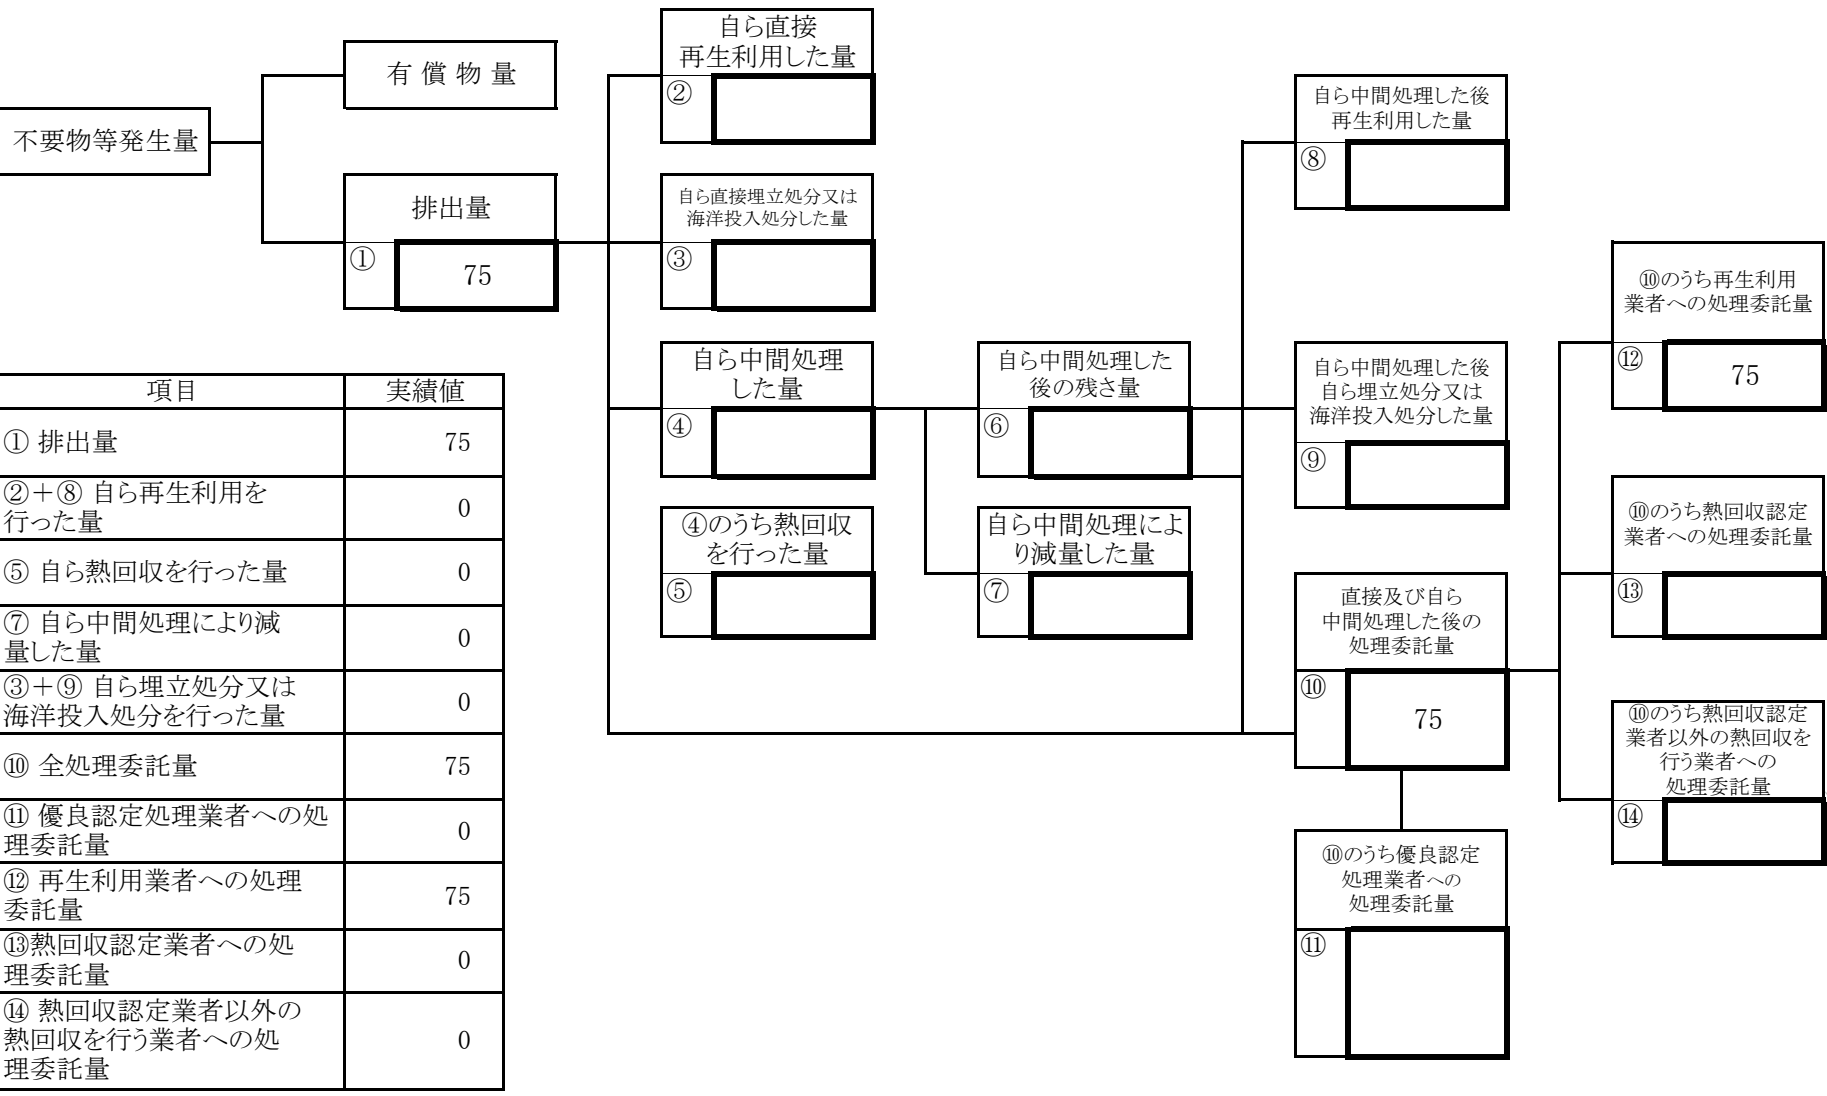 不要物等発生量
有償物量
排出量
①
75
自ら直接
再生利用した量
②
自ら直接埋立処分又は
海洋投入処分した量
③
自ら中間処理
した量
④
④のうち熱回収
を行った量
⑤
自ら中間処理した
後の残さ量
⑥
自ら中間処理によ
り減量した量
⑦
自ら中間処理した後
再生利用した量
⑧
自ら中間処理した後
自ら埋立処分又は
海洋投入処分した量
⑨
直接及び自ら
中間処理した後の
処理委託量
⑩
75
⑩のうち優良認定
処理業者への
処理委託量
⑪
⑩のうち再生利用
業者への処理委託量
⑫
75
⑩のうち熱回収認定
業者への処理委託量
⑬
⑩のうち熱回収認定
業者以外の熱回収を
行う業者への
処理委託量
⑭
項目 実績値
① 排出量 75
②＋⑧ 自ら再生利用を
行った量 0
⑤ 自ら熱回収を行った量 0
⑦ 自ら中間処理により減
量した量 0
③＋⑨ 自ら埋立処分又は
海洋投入処分を行った量 0
⑩ 全処理委託量 75
⑪ 優良認定処理業者への処
理委託量 0
⑫ 再生利用業者への処理
委託量 75
⑬熱回収認定業者への処
理委託量 0
⑭ 熱回収認定業者以外の
熱回収を行う業者への処
理委託量 0